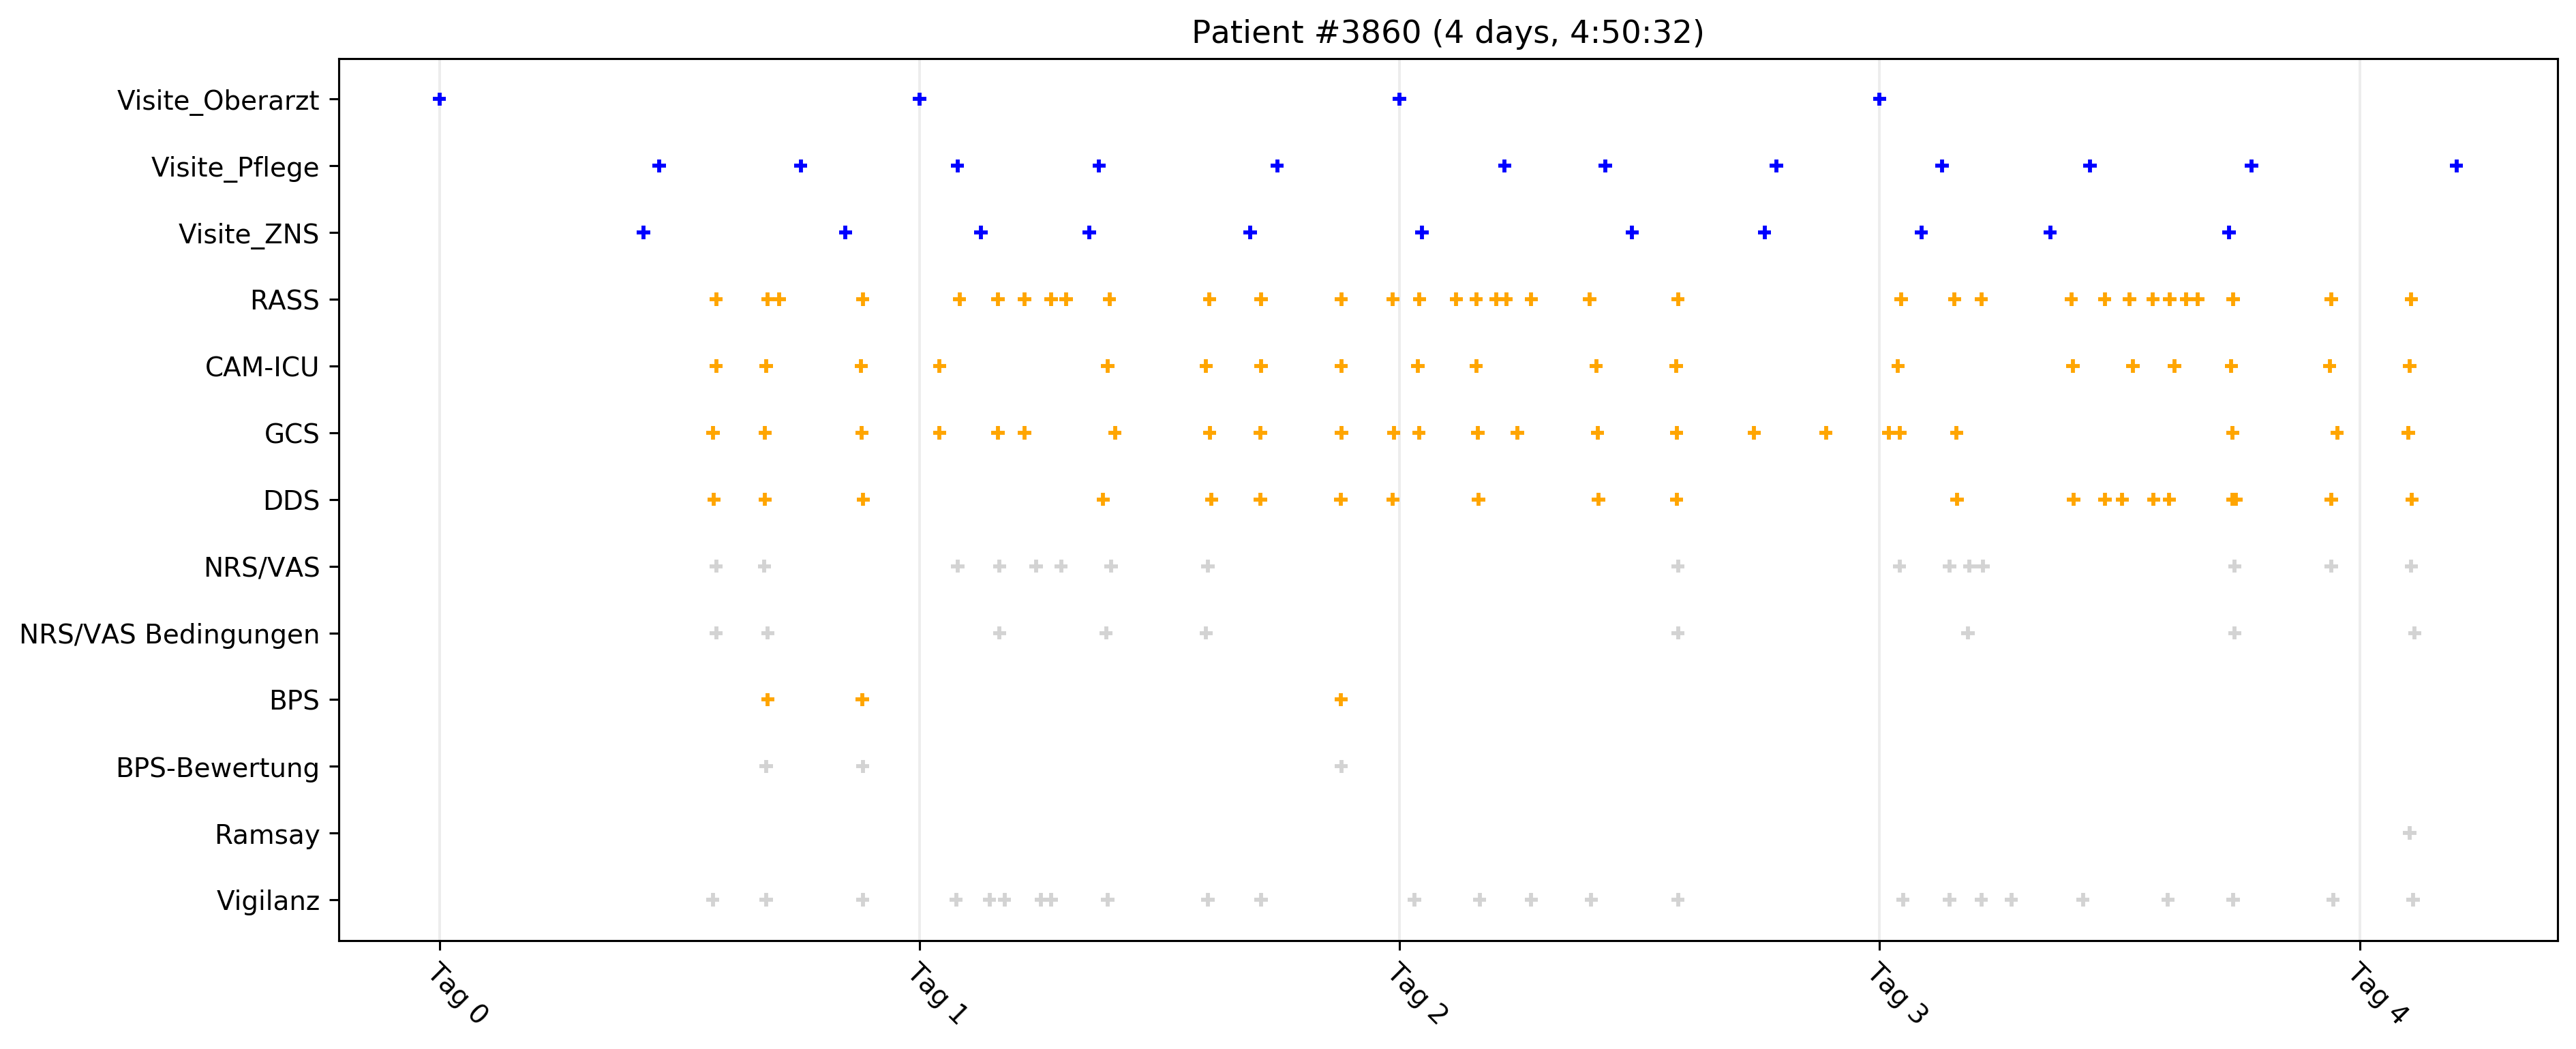 Patient #3860 (4 days, 4:50:32)
Visite_Oberarzt
Visite_Pflege
Visite_ZNS
RASS
CAM-ICU
GCS
DDS
NRS/VAS
NRS/VAS Bedingungen
BPS
BPS-Bewertung
Ramsay
Vigilanz
Tag 0
Tag 1
Tag 2
Tag 3
Tag 4